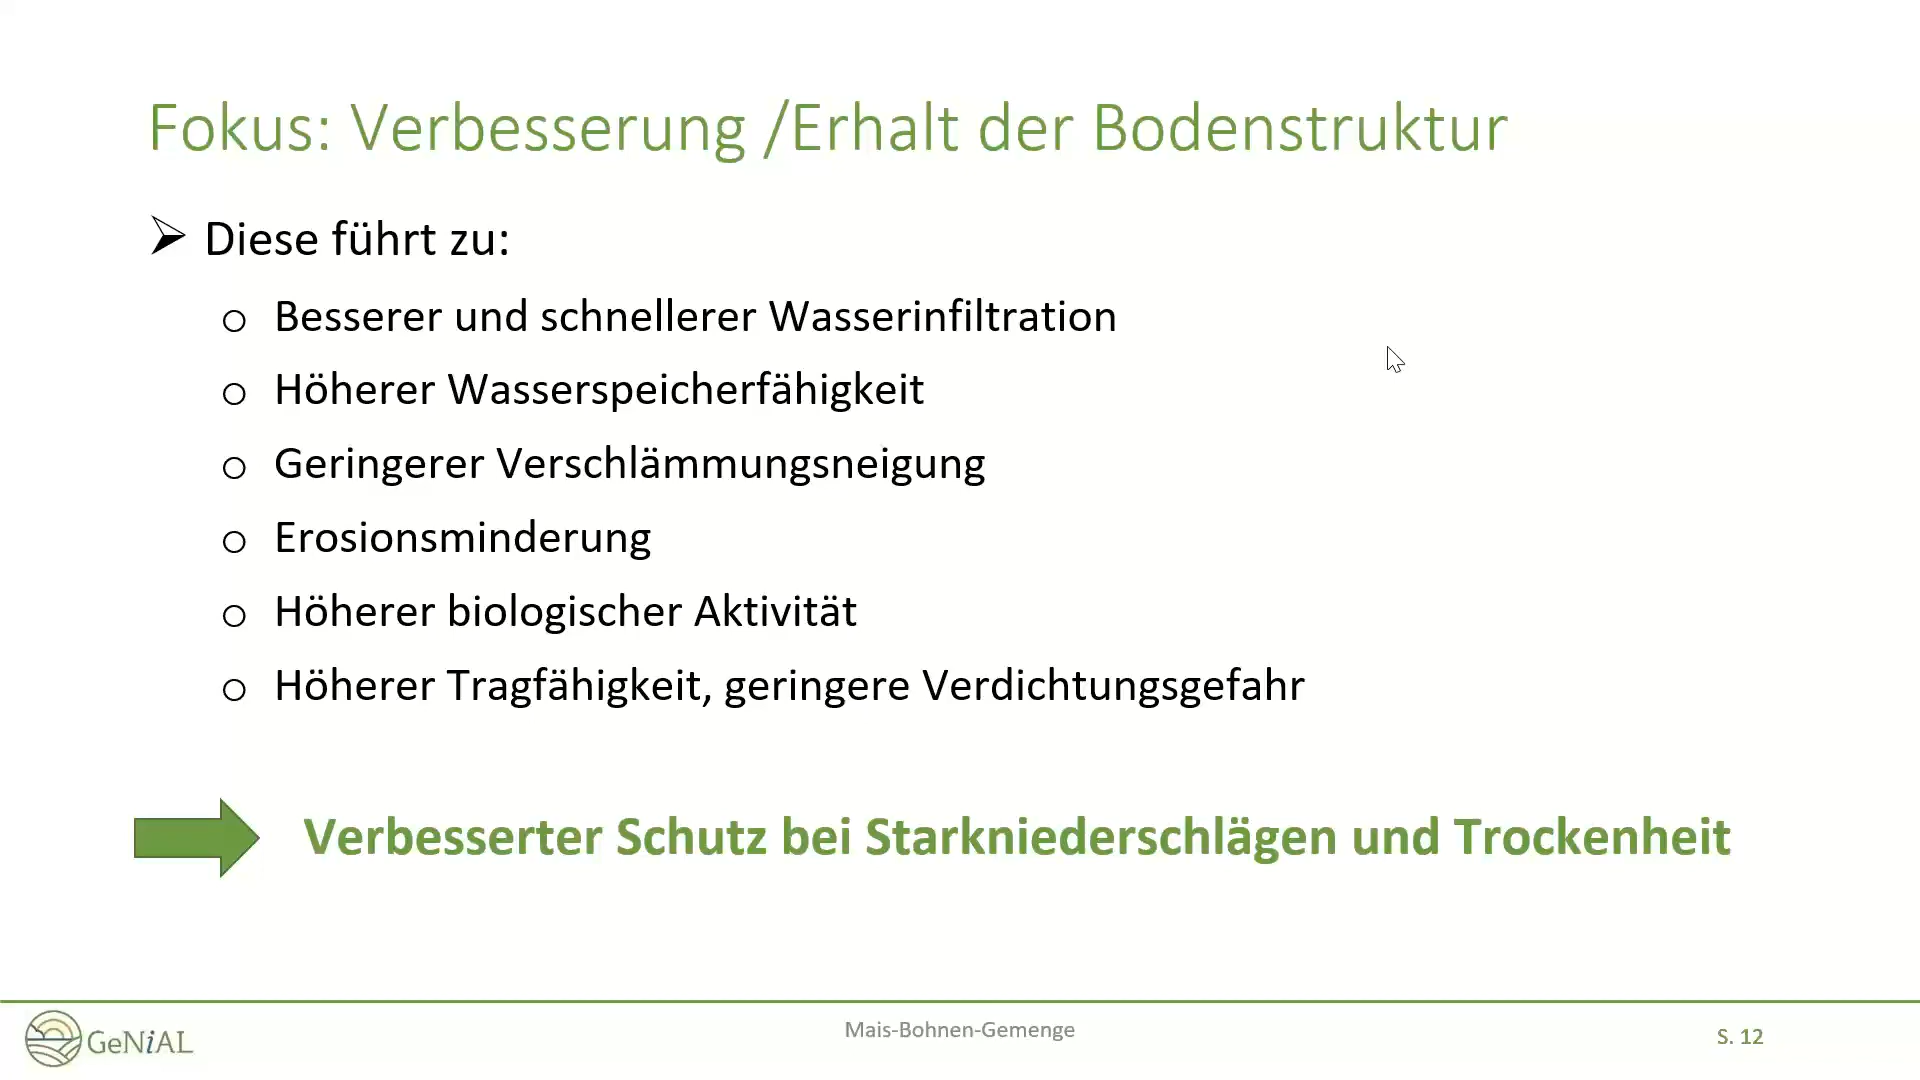 Fokus: Verbesserung /Erhalt der Bodenstruktur
Diese führt zu:
Besserer und schnellerer Wasserinfiltration
Höherer Wasserspeicherfähigkeit
Geringerer Verschlämmungsneigung
Erosionsminderung
Höherer biologischer Aktivität
Höherer Tragfähigkeit, geringere Verdichtungsgefahr
Verbesserter Schutz bei Starkniederschlägen und Trockenheit
GeNiAL
Mais-Bohnen-Gemenge
S. 12